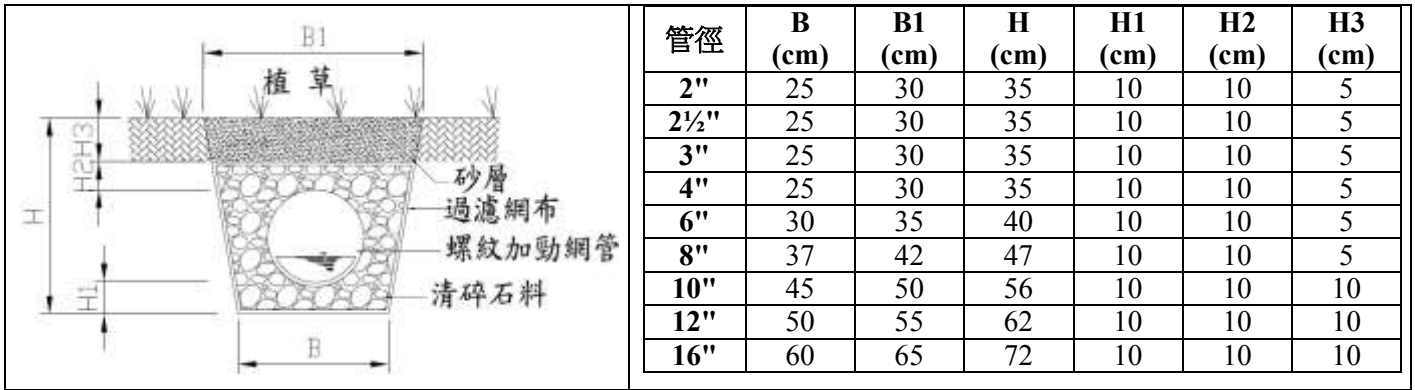 B1
植 草
H3
H2
H
H1
砂層
過濾網布
螺紋加勁網管
清碎石料
B
管徑 B (cm) B1 (cm) H (cm) H1 (cm) H2 (cm) H3 (cm)
2" 25 30 35 10 10 5
2½" 25 30 35 10 10 5
3" 25 30 35 10 10 5
4" 25 30 35 10 10 5
6" 30 35 40 10 10 5
8" 37 42 47 10 10 5
10" 45 50 56 10 10 10
12" 50 55 62 10 10 10
16" 60 65 72 10 10 10